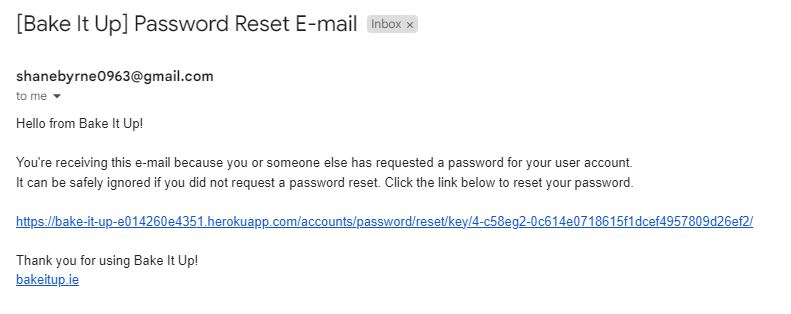 [Bake It Up] Password Reset E-mail Inbox ×
shanebyrne0963@gmail.com
to me
Hello from Bake It Up!
You're receiving this e-mail because you or someone else has requested a password for your user account.
It can be safely ignored if you did not request a password reset. Click the link below to reset your password.
https://bake-it-up-e014260e4351.herokuapp.com/accounts/password/reset/key/4-c58eg2-0c614e0718615f1dcef4957809d26ef2/
Thank you for using Bake It Up!
bakeitup.ie